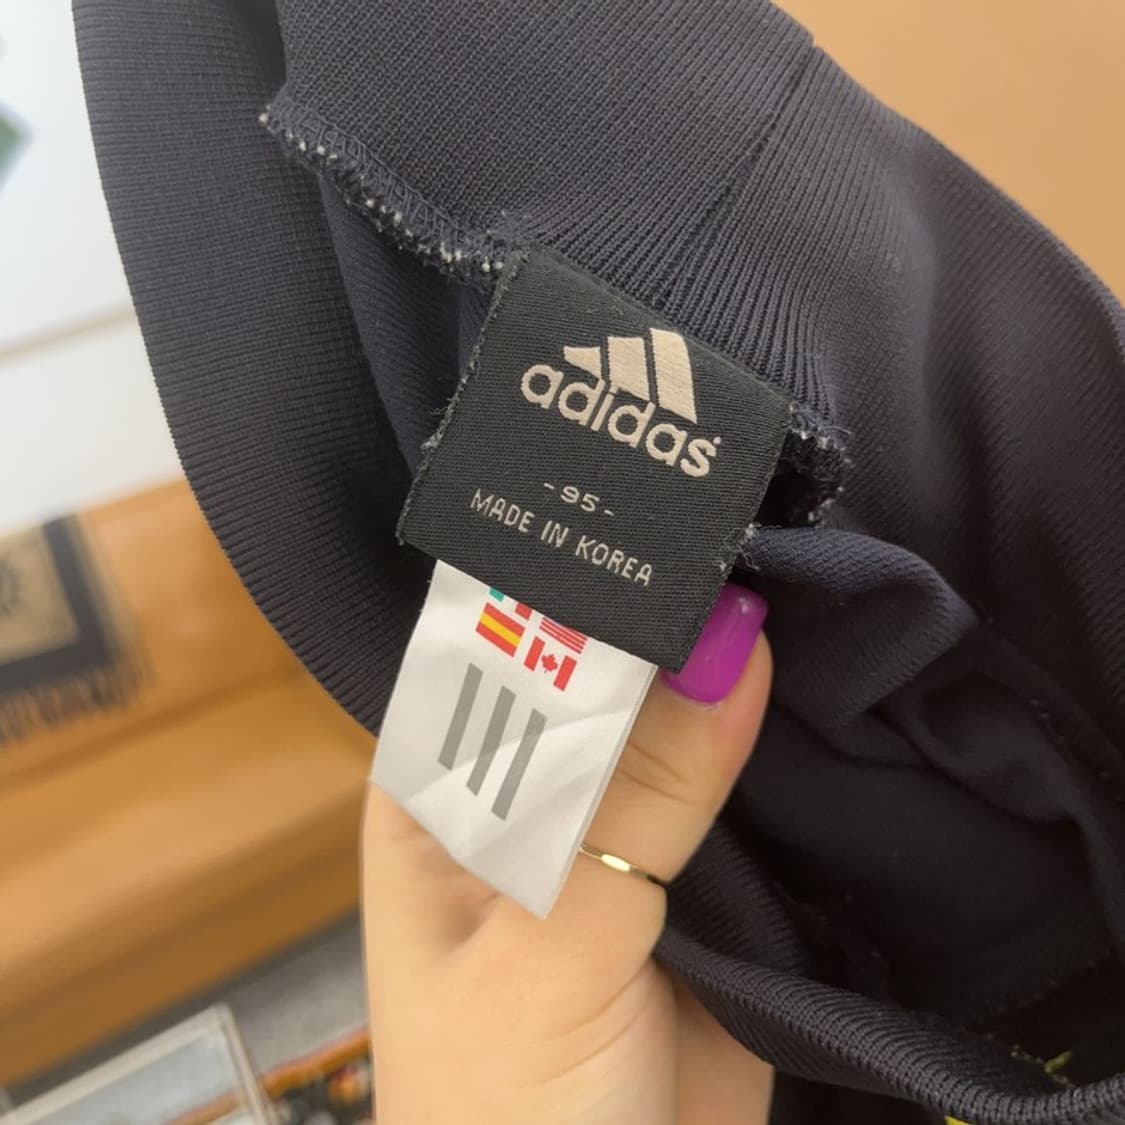 adidas
-95-
MADE IN KOREA